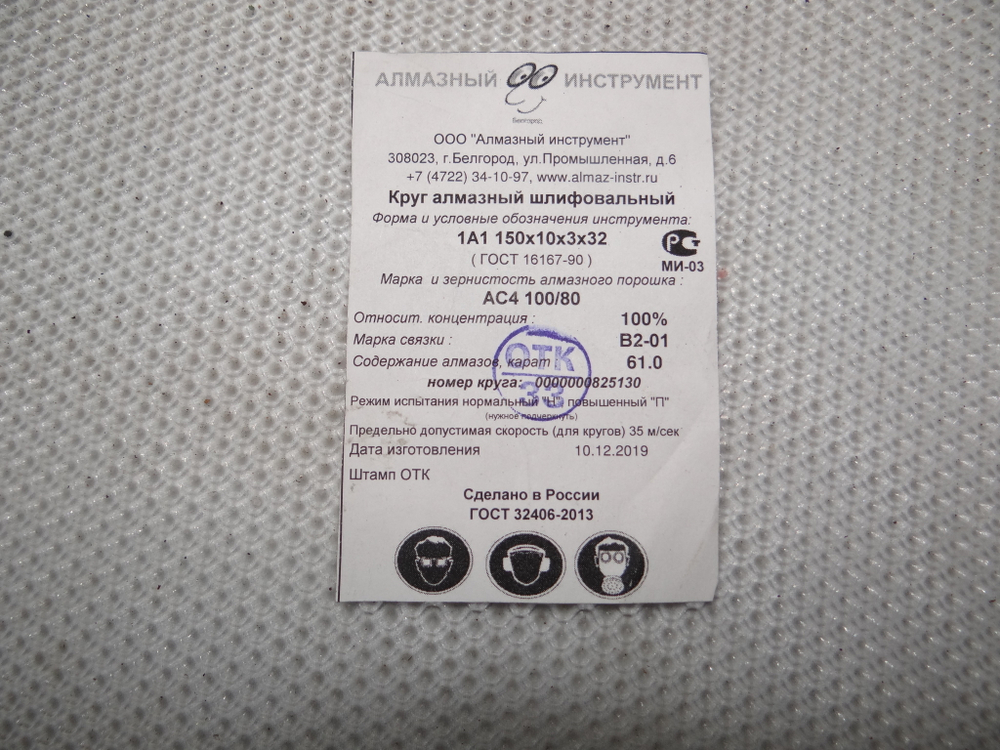 АЛМАЗНЫЙ ИНСТРУМЕНТ
Белгород
ООО "Алмазный инструмент"
308023, г.Белгород, ул.Промышленная, д.6
+7 (4722) 34-10-97, www.almaz-instr.ru
Круг алмазный шлифовальный
Форма и условные обозначения инструмента:
1А1 150х10х3х32
( ГОСТ 16167-90 )
МИ-03
Марка и зернистость алмазного порошка :
АС4 100/80
Относит. концентрация : 100%
Марка связки : В2-01
Содержание алмазов, карат : 61.0
ОТК
33
номер круга: 0000000825130
Режим испытания нормальный "Н", повышенный "П"
(нужное подчеркнуть)
Предельно допустимая скорость (для кругов) 35 м/сек
Дата изготовления 10.12.2019
Штамп ОТК
Сделано в России
ГОСТ 32406-2013